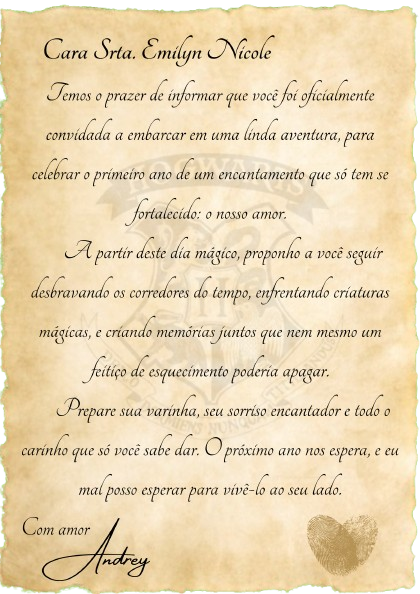 Cara Srta. Emilyn Nicole
Temos o prazer de informar que você foi oficialmente
convidada a embarcar em uma linda aventura, para
celebrar o primeiro ano de um encantamento que só tem se
fortalecido: o nosso amor.
A partir deste dia mágico, proponho a você seguir
desbravando os corredores do tempo, enfrentando criaturas
mágicas, e criando memórias juntos que nem mesmo um
feitiço de esquecimento poderia apagar.
Prepare sua varinha, seu sorriso encantador e todo o
carinho que só você sabe dar. O próximo ano nos espera, e eu
mal posso esperar para vivê-lo ao seu lado.
Com amor
Andrey
HOGWARTS